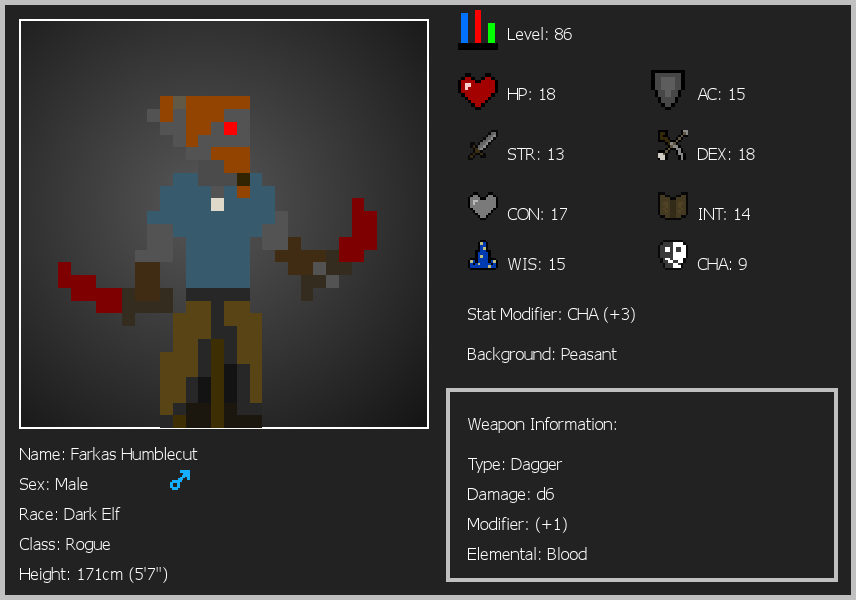 Level: 86
HP: 18
AC: 15
STR: 13
DEX: 18
CON: 17
INT: 14
WIS: 15
CHA: 9
Stat Modifier: CHA (+3)
Background: Peasant
Weapon Information:
Type: Dagger
Damage: d6
Modifier: (+1)
Elemental: Blood
Name: Farkas Humblecut
Sex: Male
Race: Dark Elf
Class: Rogue
Height: 171cm (5'7")